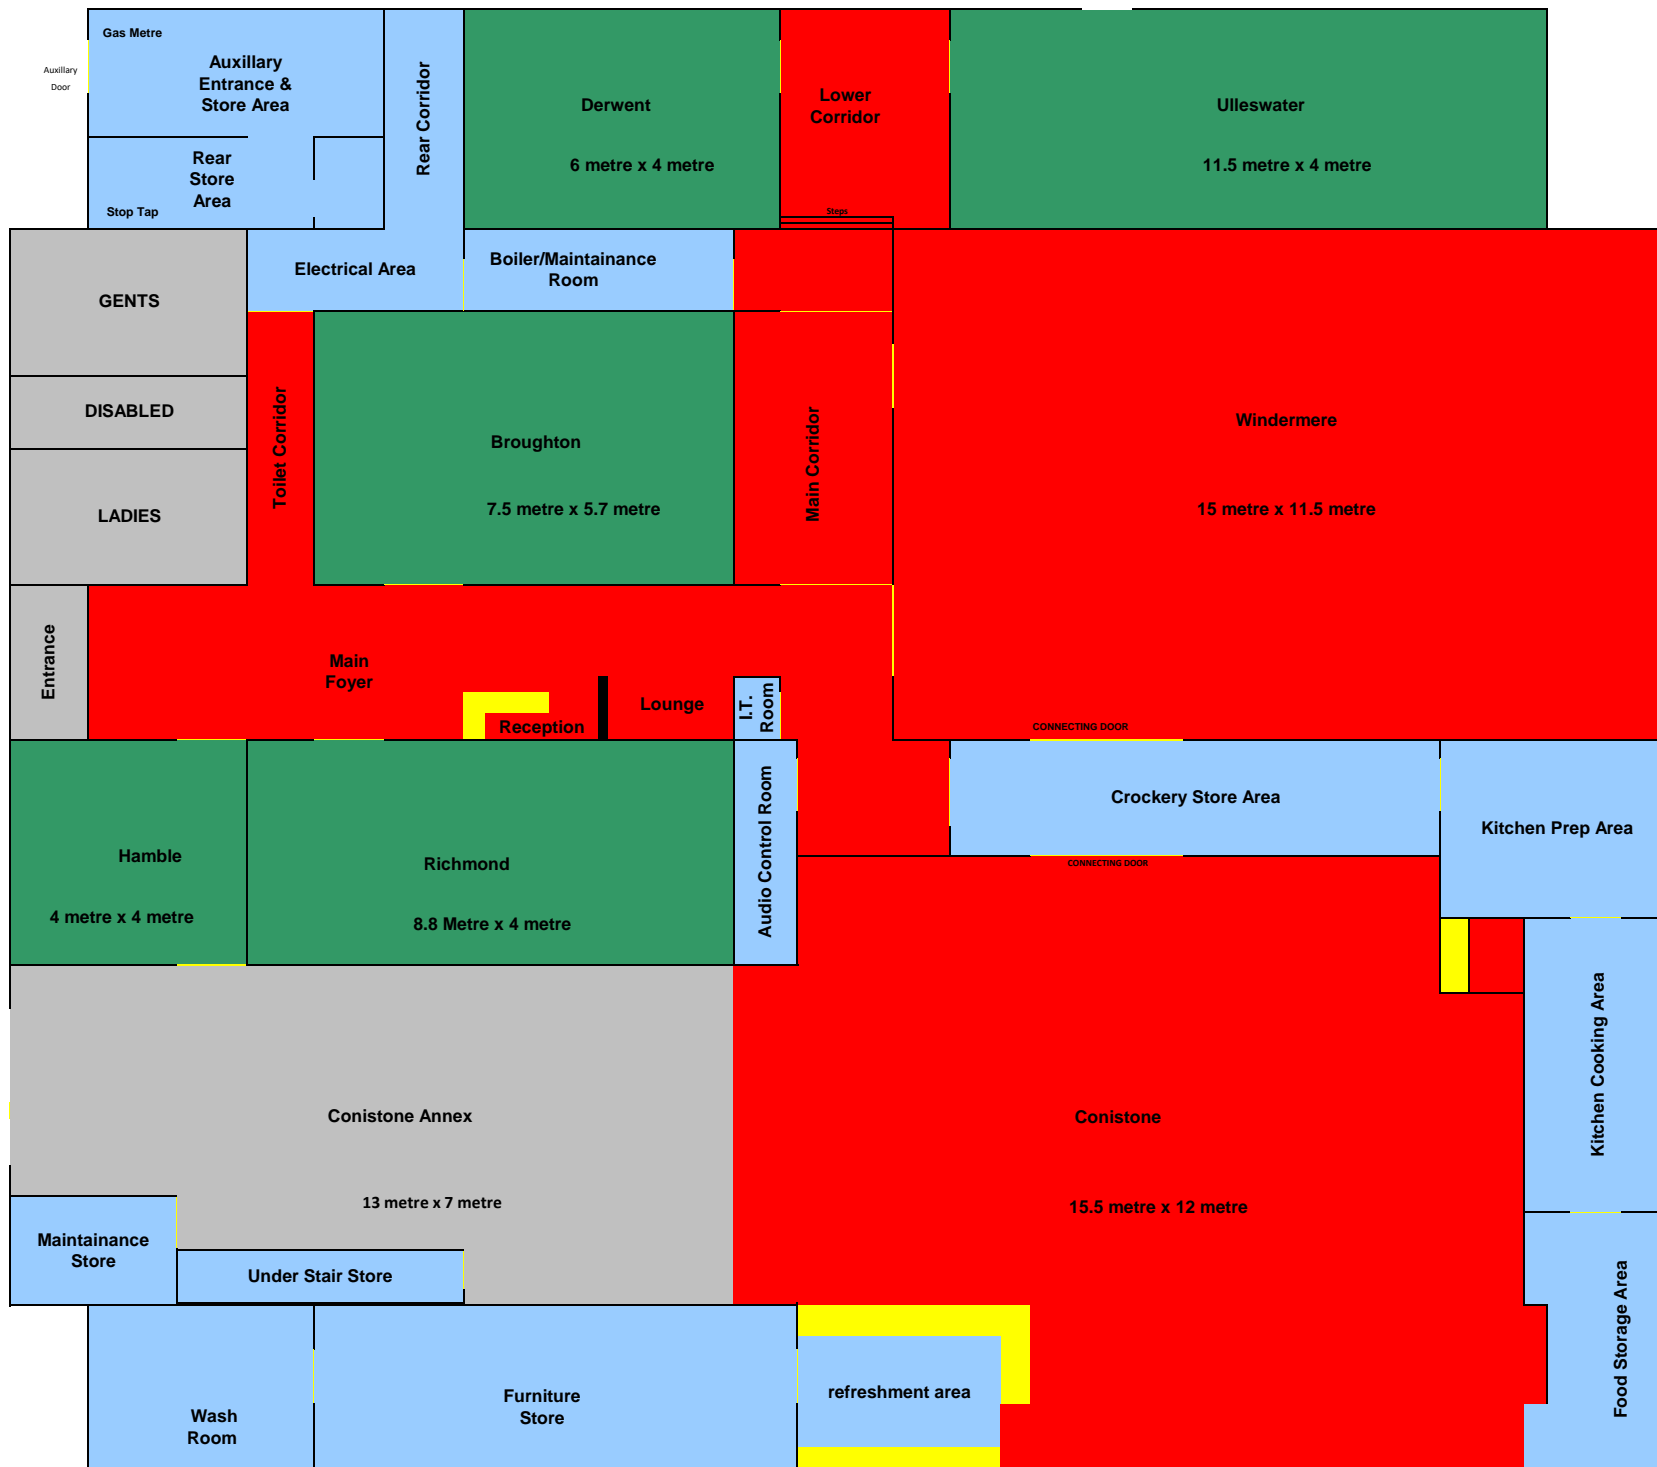 Gas Metre
Auxillary
Door
Auxillary
Entrance &
Store Area
Rear Corridor
Derwent
6 metre x 4 metre
Lower
Corridor
Ulleswater
11.5 metre x 4 metre
Rear
Store
Area
Stop Tap
Steps
GENTS
Electrical Area
Boiler/Maintainance
Room
DISABLED
LADIES
Toilet Corridor
Broughton
7.5 metre x 5.7 metre
Main Corridor
Windermere
15 metre x 11.5 metre
Entrance
Main
Foyer
Reception
Lounge
I.T.
Room
CONNECTING DOOR
Hamble
4 metre x 4 metre
Richmond
8.8 Metre x 4 metre
Audio Control Room
Crockery Store Area
Kitchen Prep Area
CONNECTING DOOR
Kitchen Cooking Area
Conistone Annex
13 metre x 7 metre
Conistone
15.5 metre x 12 metre
Maintainance
Store
Under Stair Store
Food Storage Area
Wash
Room
Furniture
Store
refreshment area